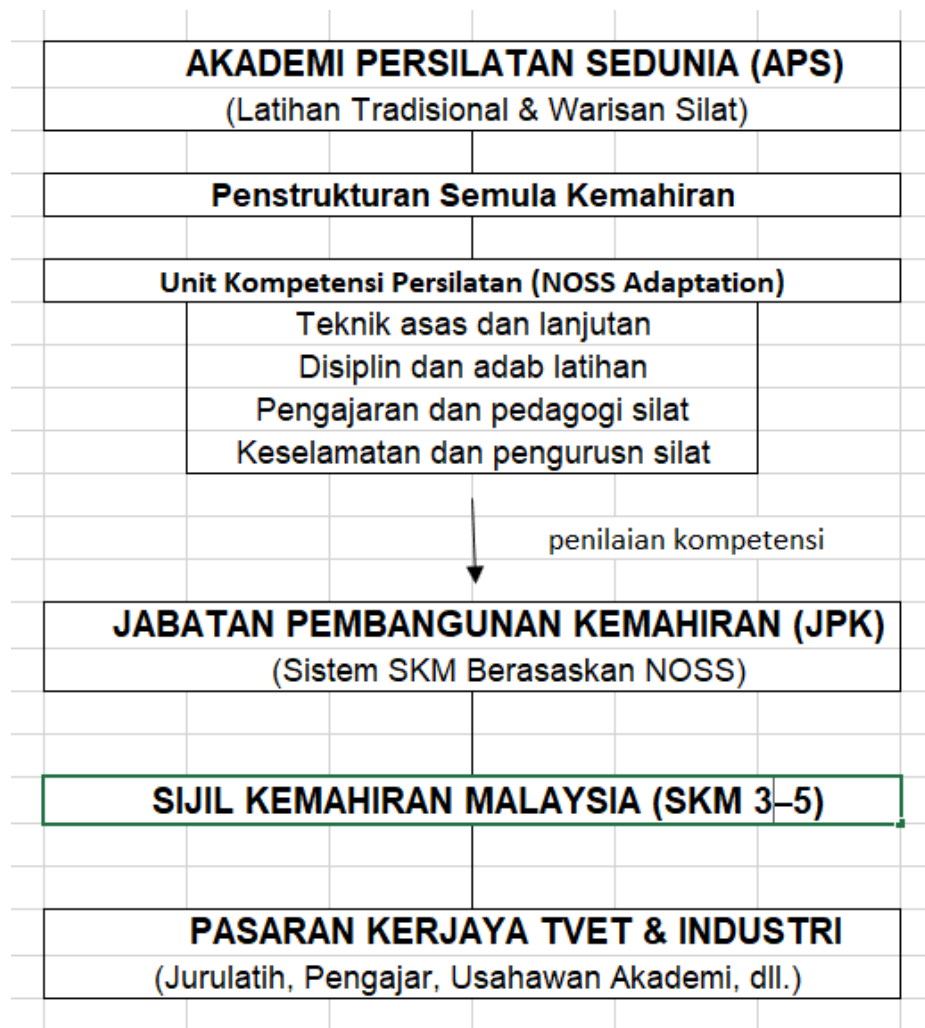 AKADEMI PERSILATAN SEDUNIA (APS)
(Latihan Tradisional & Warisan Silat)
Penstrukturan Semula Kemahiran
Unit Kompetensi Persilatan (NOSS Adaptation)
Teknik asas dan lanjutan
Disiplin dan adab latihan
Pengajaran dan pedagogi silat
Keselamatan dan pengurusn silat
penilaian kompetensi
JABATAN PEMBANGUNAN KEMAHIRAN (JPK)
(Sistem SKM Berasaskan NOSS)
SIJIL KEMAHIRAN MALAYSIA (SKM 3–5)
PASARAN KERJAYA TVET & INDUSTRI
(Jurulatih, Pengajar, Usahawan Akademi, dll.)